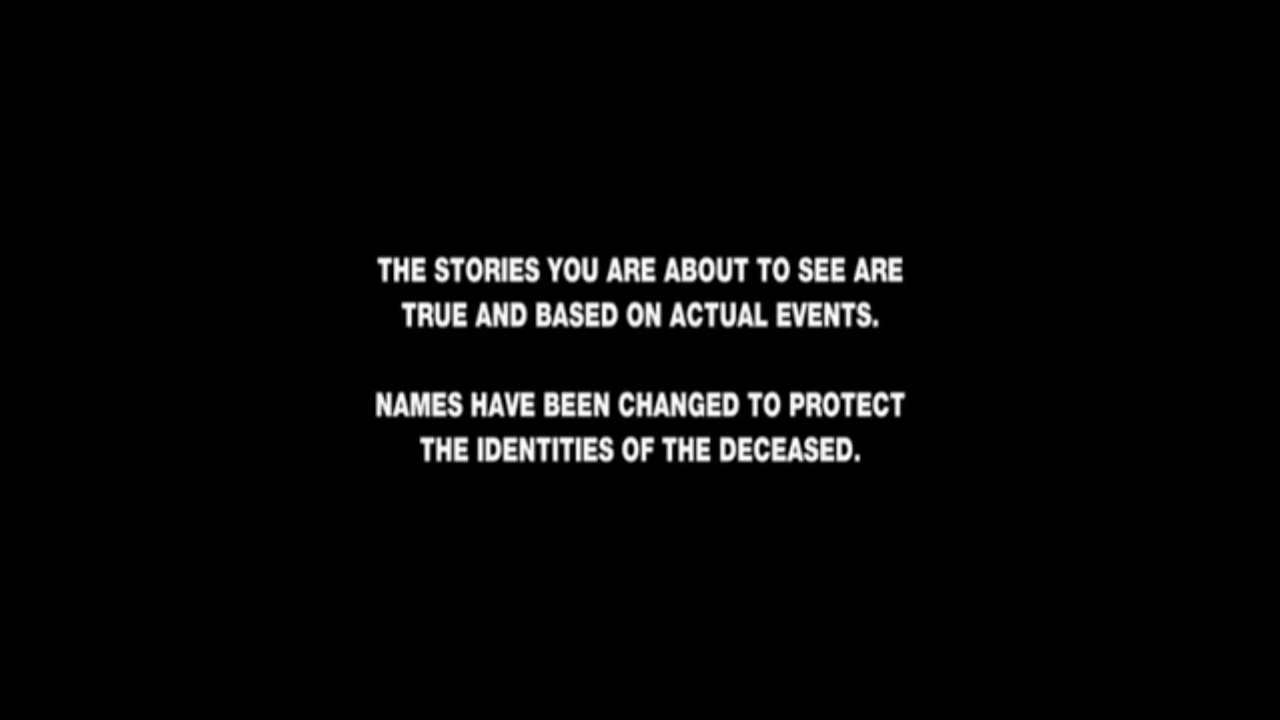 THE STORIES YOU ARE ABOUT TO SEE ARE
TRUE AND BASED ON ACTUAL EVENTS.
NAMES HAVE BEEN CHANGED TO PROTECT
THE IDENTITIES OF THE DECEASED.